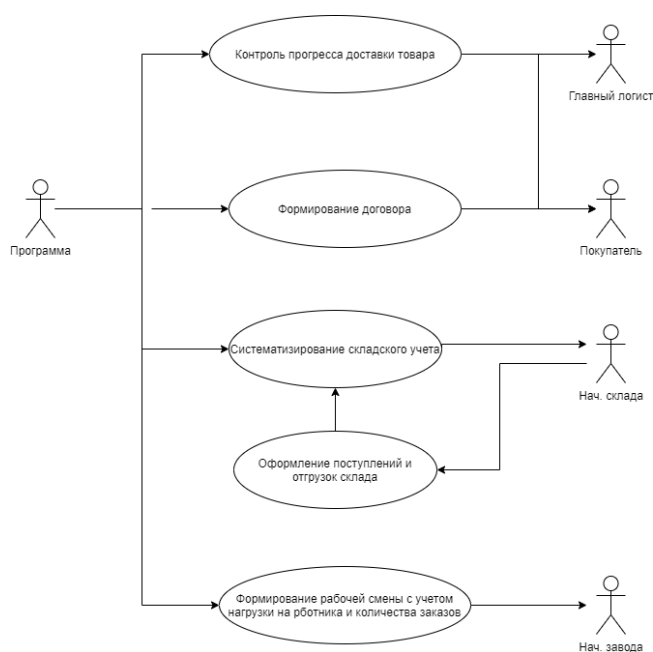 Контроль прогресса доставки товара
Главный логист
Формирование договора
Программа
Покупатель
Систематизирование складского учета
Нач. склада
Оформление поступлений и
отгрузок склада
Формирование рабочей смены с учетом
нагрузки на рботника и количества заказов
Нач. завода